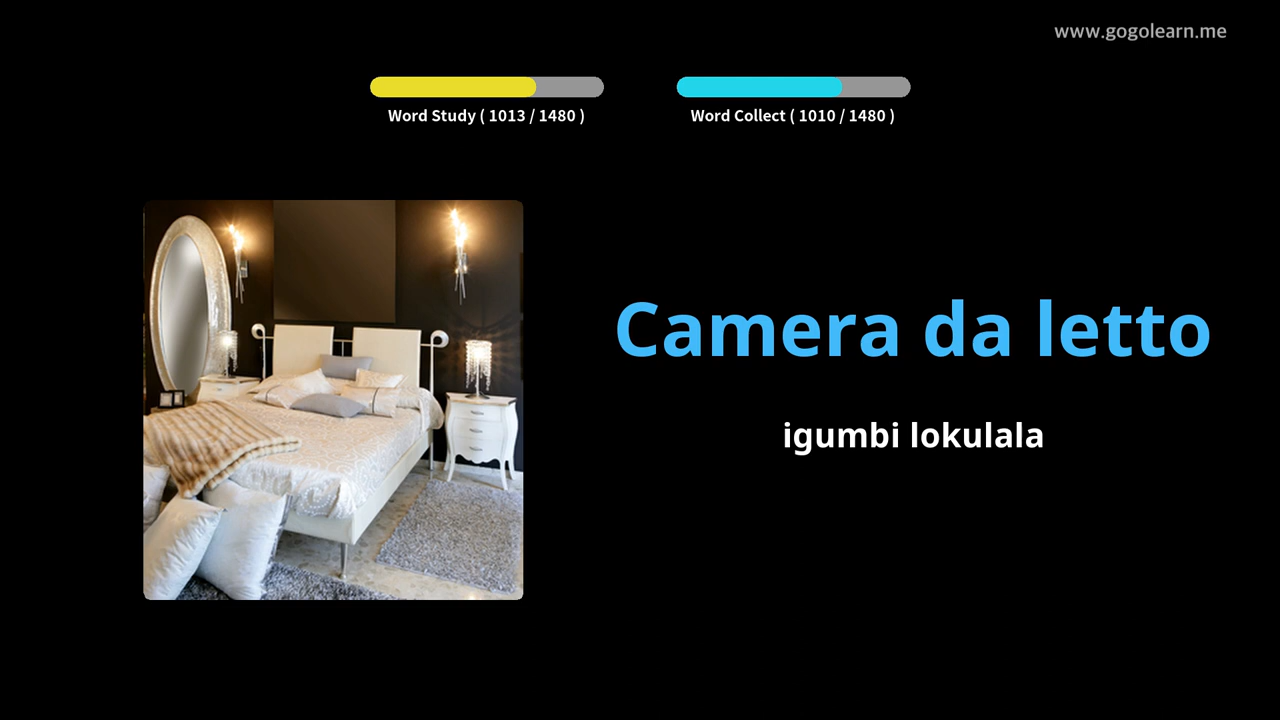 www.gogolearn.me
Word Study ( 1013 / 1480 )
Word Collect ( 1010 / 1480 )
Camera da letto
igumbi lokulala